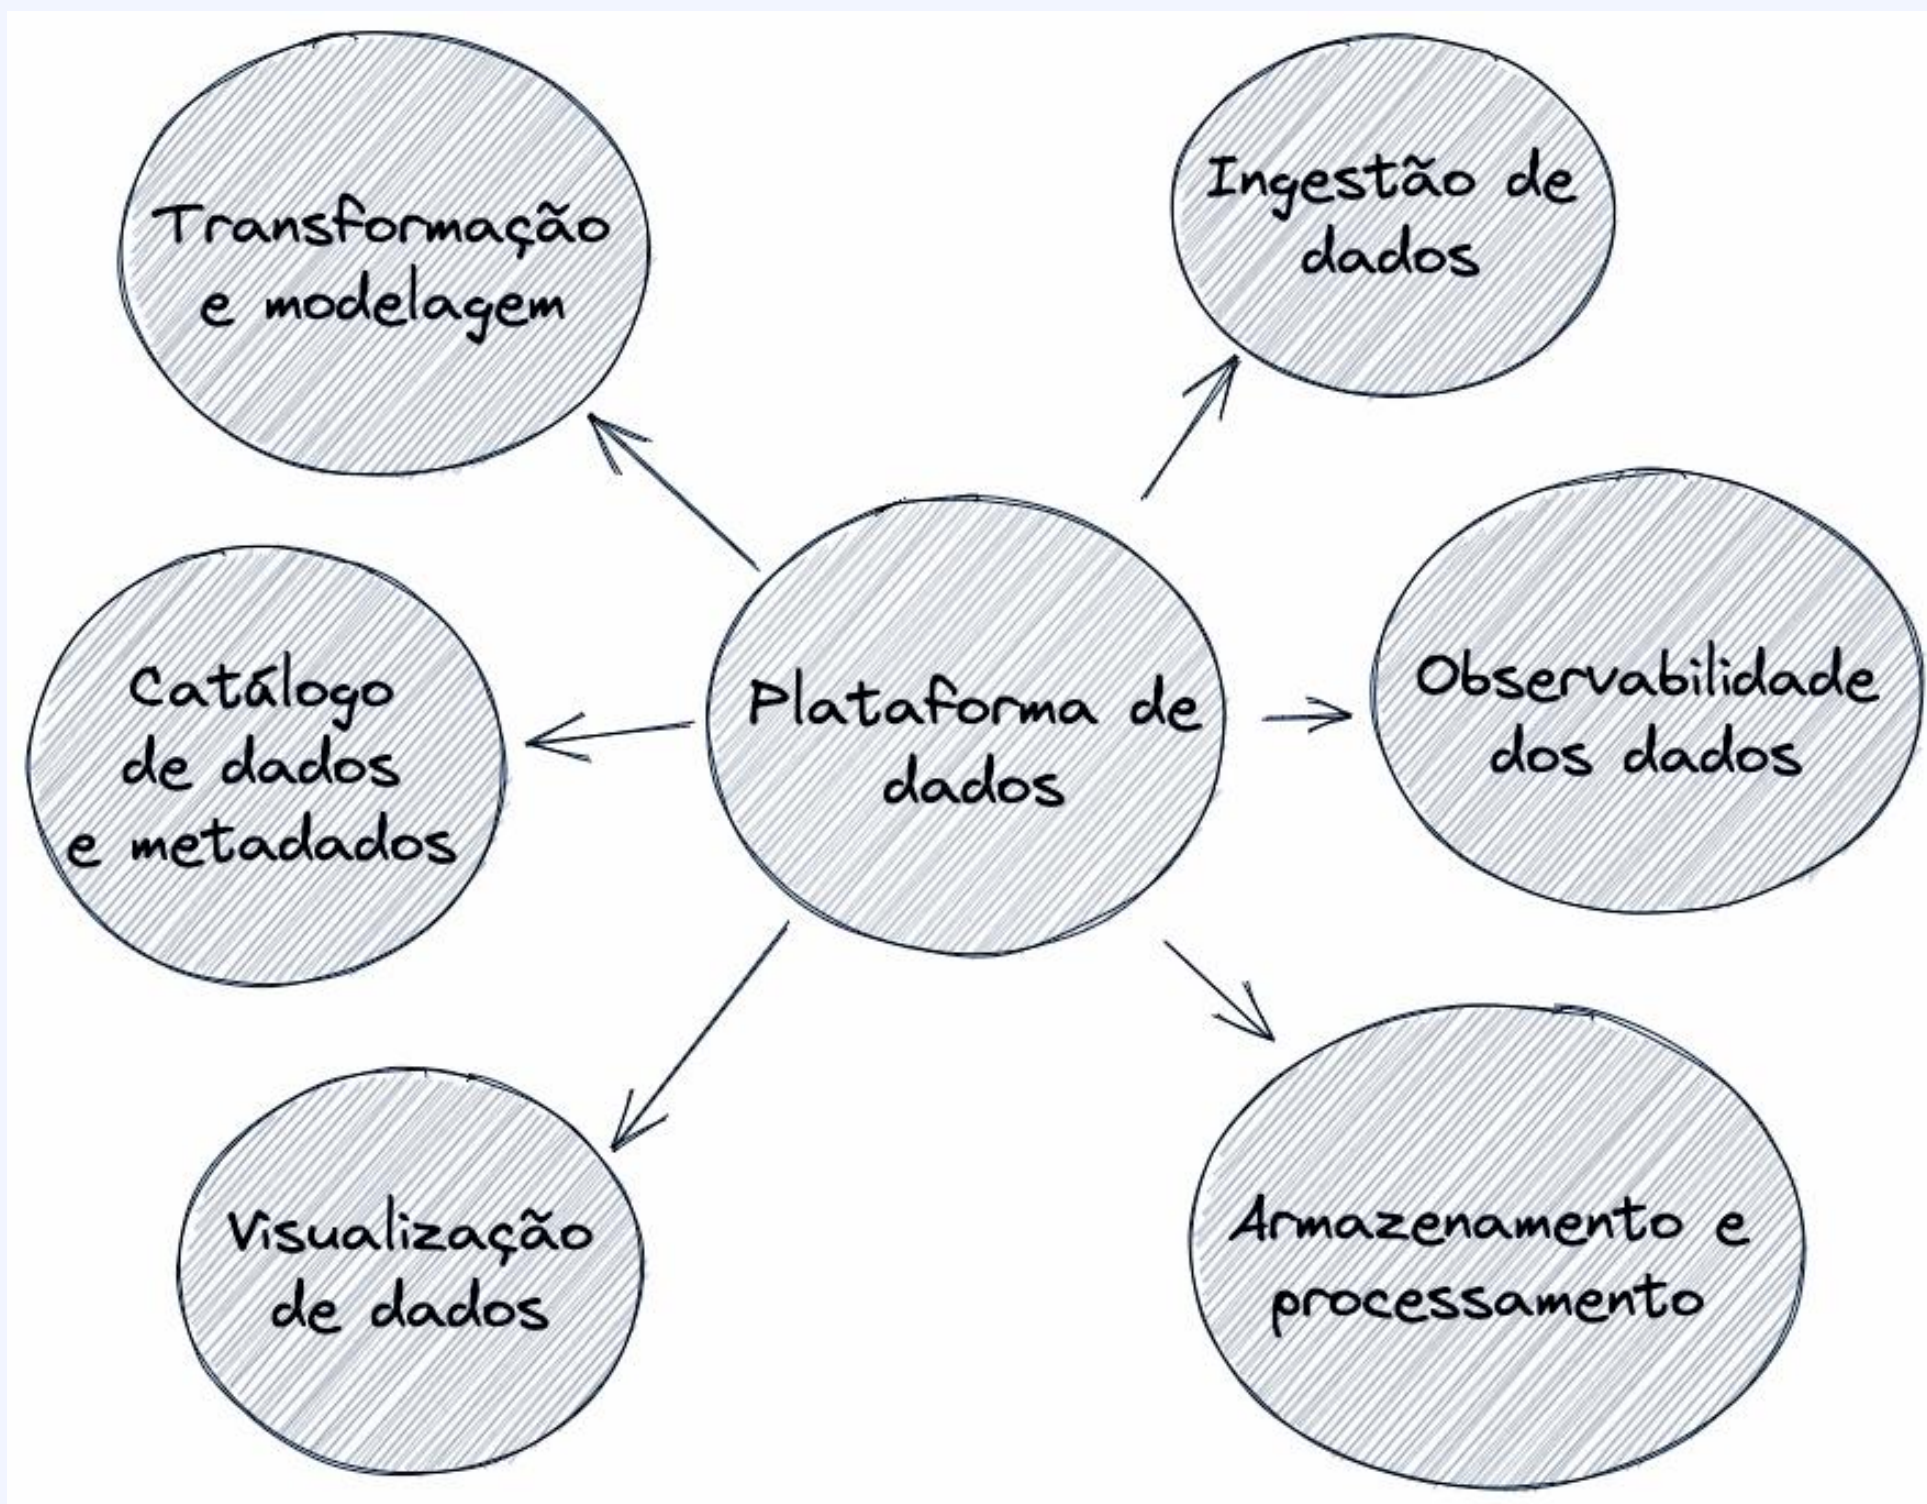 Transformação
e modelagem
Ingestão de
dados
Catálogo
de dados
e metadados
Plataforma de
dados
Observabilidade
dos dados
Visualização
de dados
Armazenamento e
processamento